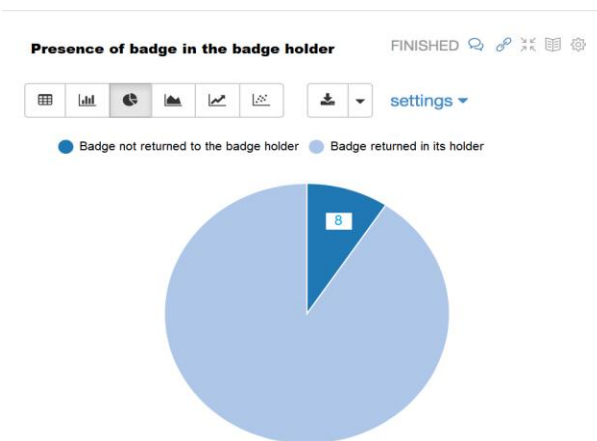 Presence of badge in the badge holder FINISHED
settings
Badge not returned to the badge holder Badge returned in its holder
8